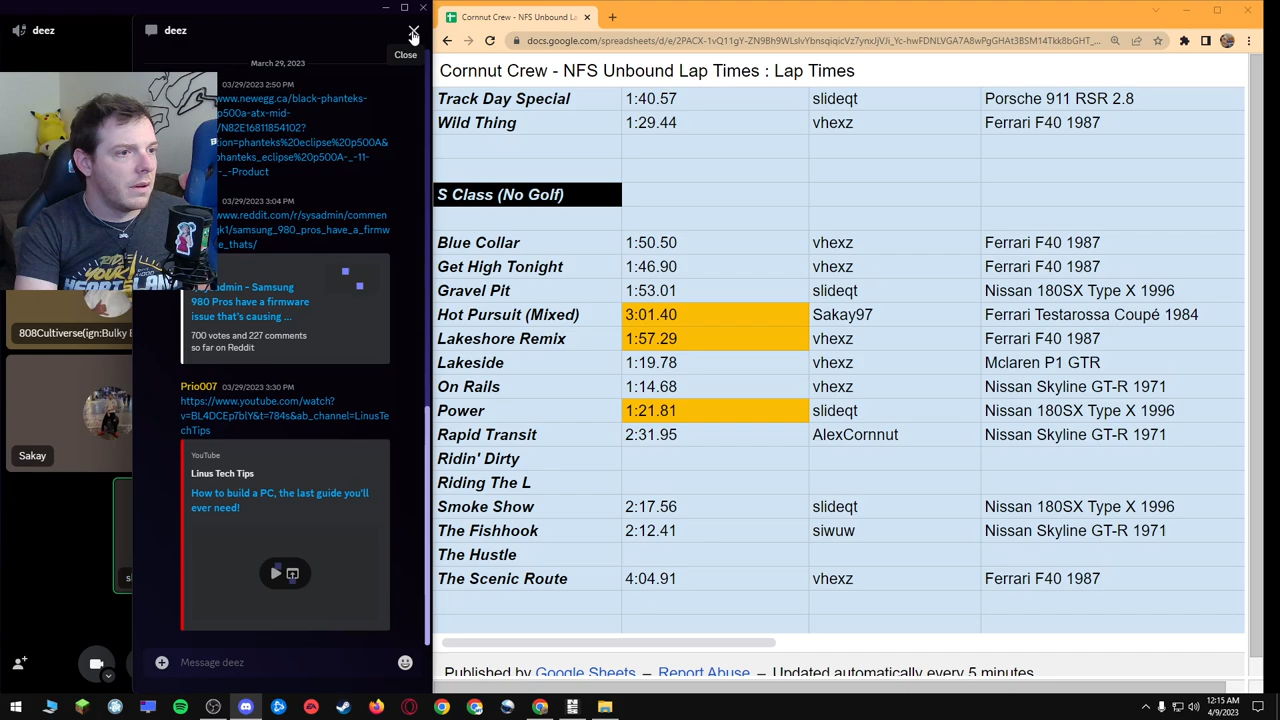 deez
808Cultiverse(ign:Bulky B
Sakay
deez
Close
March 29, 2023
03/29/2023 2:50 PM
www.newegg.ca/black-phanteks-
p500a-atx-mid-
/N82E16811854102?
tion=phanteks%20eclipse%20p500A&
phanteks_eclipse%20p500A-_-11-
-_-Product
03/29/2023 3:04 PM
www.reddit.com/r/sysadmin/commen
gk1/samsung_980_pros_have_a_firmw
e_thats/
admin - Samsung
980 Pros have a firmware
issue that's causing ...
700 votes and 227 comments
so far on Reddit
Prio007 03/29/2023 3:30 PM
https://www.youtube.com/watch?
v=BL4DCEp7blY&t=784s&ab_channel=LinusTe
chTips
YouTube
Linus Tech Tips
How to build a PC, the last guide you'll
ever need!
Message deez
Cornnut Crew - NFS Unbound La
docs.google.com/spreadsheets/d/e/2PACX-1vQ11gY-ZN9Bh9WLslvYbnsqiqicVz7ynxJjVJi_Yc-hwFDNLVGA7A8wPgGHAt3BSM14Tkk8bGHT_...
Cornnut Crew - NFS Unbound Lap Times : Lap Times
Track Day Special 1:40.57 slideqt Porsche 911 RSR 2.8
Wild Thing 1:29.44 vhexz Ferrari F40 1987
S Class (No Golf)
Blue Collar 1:50.50 vhexz Ferrari F40 1987
Get High Tonight 1:46.90 vhexz Ferrari F40 1987
Gravel Pit 1:53.01 slideqt Nissan 180SX Type X 1996
Hot Pursuit (Mixed) 3:01.40 Sakay97 Ferrari Testarossa Coupé 1984
Lakeshore Remix 1:57.29 vhexz Ferrari F40 1987
Lakeside 1:19.78 vhexz Mclaren P1 GTR
On Rails 1:14.68 vhexz Nissan Skyline GT-R 1971
Power 1:21.81 slideqt Nissan 180SX Type X 1996
Rapid Transit 2:31.95 AlexCornnut Nissan Skyline GT-R 1971
Ridin' Dirty
Riding The L
Smoke Show 2:17.56 slideqt Nissan 180SX Type X 1996
The Fishhook 2:12.41 siwuw Nissan Skyline GT-R 1971
The Hustle
The Scenic Route 4:04.91 vhexz Ferrari F40 1987
Published by Google Sheets – Report Abuse – Updated automatically every 5 minutes
12:15 AM
4/9/2023